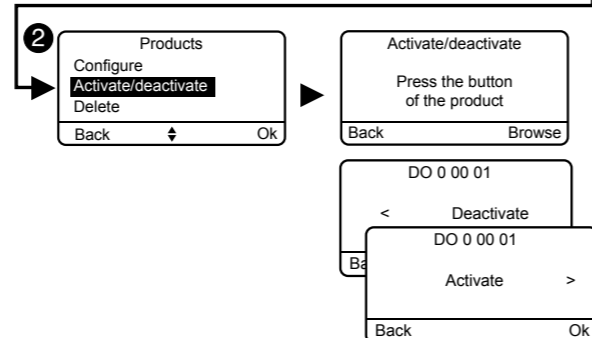 2
Products
Configure
Activate/deactivate
Delete
Back Ok
Activate/deactivate
Press the button
of the product
Back Browse
DO 0 00 01
< Deactivate
Ba
DO 0 00 01
Activate >
Back Ok